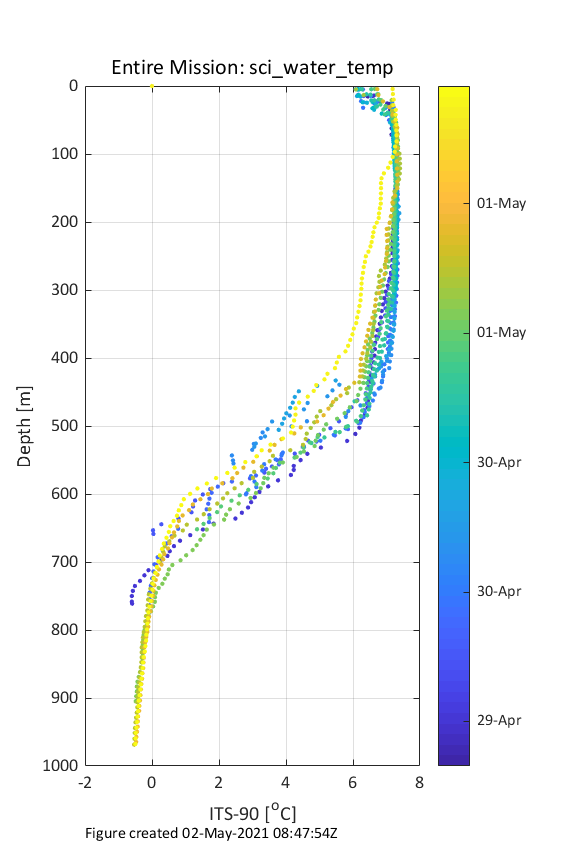 Entire Mission: sci_water_temp
0
100
200
300
400
500
600
700
800
900
1000
Depth [m]
-2 0 2 4 6 8
ITS-90 [°C]
01-May
01-May
30-Apr
30-Apr
29-Apr
Figure created 02-May-2021 08:47:54Z